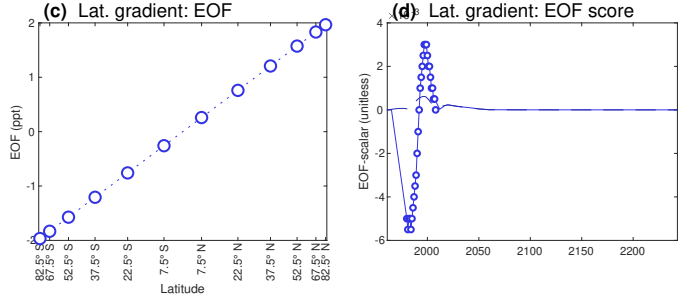 (c) Lat. gradient: EOF
2
1
0
-1
-2
EOF (ppt)
82.5° S
67.5° S
52.5° S
37.5° S
22.5° S
7.5° S
7.5° N
22.5° N
37.5° N
52.5° N
67.5° N
82.5° N
Latitude
(d) Lat. gradient: EOF score
4
2
0
-2
-4
-6
EOF-scalar (unitless)
2000
2050
2100
2150
2200